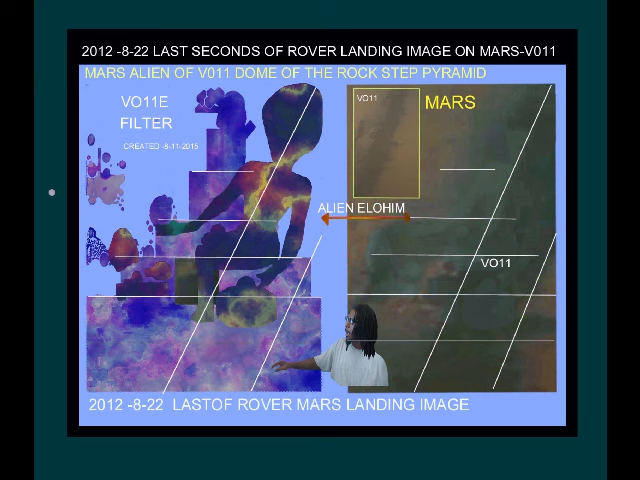 2012 -8-22 LAST SECONDS OF ROVER LANDING IMAGE ON MARS-V011
MARS ALIEN OF V011 DOME OF THE ROCK STEP PYRAMID
VO11E
FILTER
CREATED -8-11-2015
VO11
MARS
ALIEN ELOHIM
VO11
2012 -8-22 LASTOF ROVER MARS LANDING IMAGE